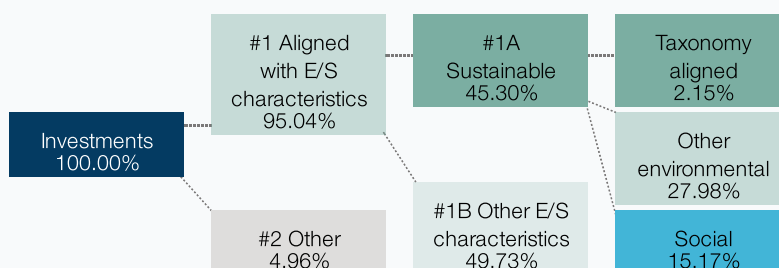 #1 Aligned
with E/S
characteristics
95.04%
#1A
Sustainable
45.30%
Taxonomy
aligned
2.15%
Investments
100.00%
Other
environmental
27.98%
#1B Other E/S
characteristics
49.73%
#2 Other
4.96%
Social
15.17%